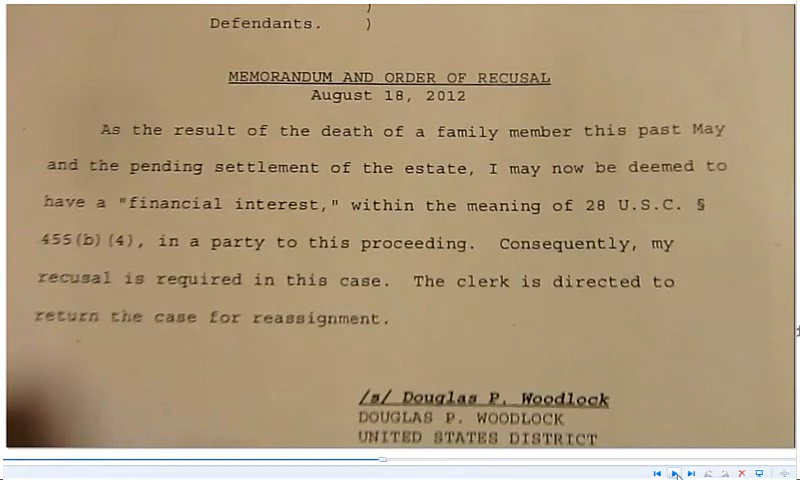 Defendants. )
MEMORANDUM AND ORDER OF RECUSAL
August 18, 2012
As the result of the death of a family member this past May
and the pending settlement of the estate, I may now be deemed to
have a "financial interest," within the meaning of 28 U.S.C. §
455(b)(4), in a party to this proceeding. Consequently, my
recusal is required in this case. The clerk is directed to
return the case for reassignment.
/s/ Douglas P. Woodlock
DOUGLAS P. WOODLOCK
UNITED STATES DISTRICT